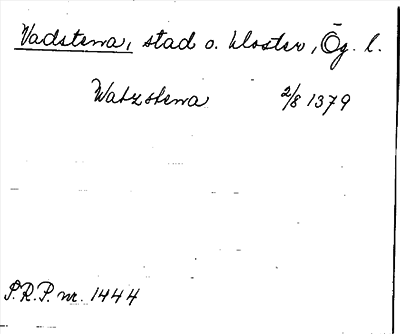 Vadstena, stad o. kloster, Ög. l.
Watzstena 2/8 1379
S.R.P. nr. 1444